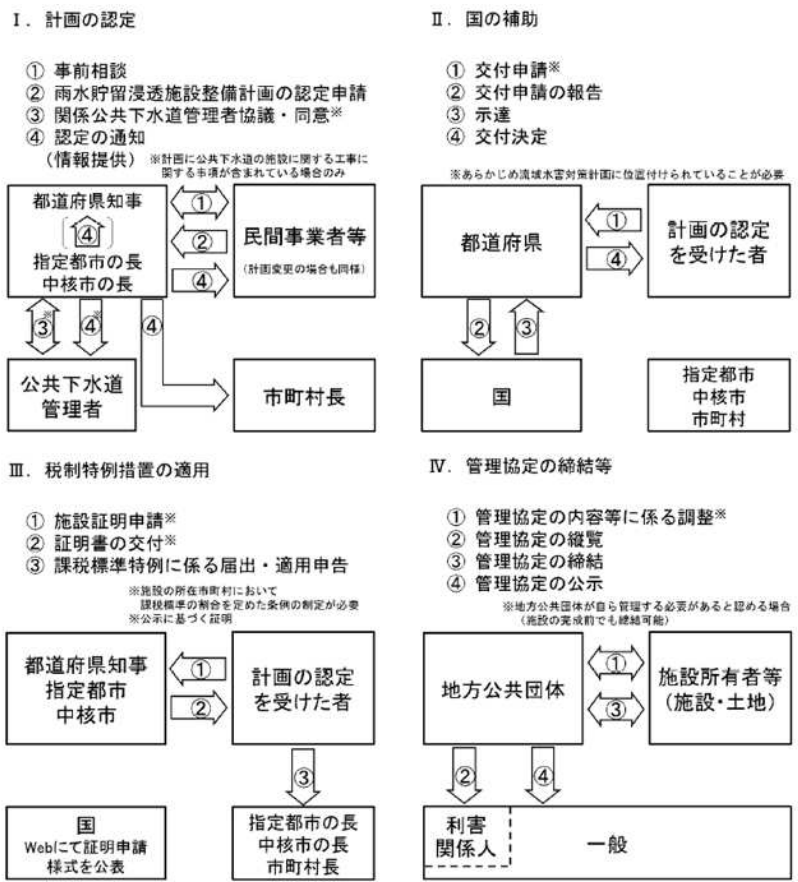 Ⅰ．計画の認定
① 事前相談
② 雨水貯留浸透施設整備計画の認定申請
③ 関係公共下水道管理者協議・同意※
④ 認定の通知
（情報提供）
※計画に公共下水道の施設に関する工事に
関する事項が含まれている場合のみ
都道府県知事
④
指定都市の長
中核市の長
①
②
④
民間事業者等
（計画変更の場合も同様）
③※
④※
④
公共下水道
管理者
市町村長
Ⅱ．国の補助
① 交付申請※
② 交付申請の報告
③ 示達
④ 交付決定
※あらかじめ流域水害対策計画に位置付けられていることが必要
都道府県
①
④
計画の認定
を受けた者
②
③
国
指定都市
中核市
市町村
Ⅲ．税制特例措置の適用
① 施設証明申請※
② 証明書の交付※
③ 課税標準特例に係る届出・適用申告
※施設の所在市町村において
課税標準の割合を定めた条例の制定が必要
※公示に基づく証明
都道府県知事
指定都市
中核市
①
②
計画の認定
を受けた者
③
国
Webにて証明申請
様式を公表
指定都市の長
中核市の長
市町村長
Ⅳ．管理協定の締結等
① 管理協定の内容等に係る調整※
② 管理協定の縦覧
③ 管理協定の締結
④ 管理協定の公示
※地方公共団体が自ら管理する必要があると認める場合
（施設の完成前でも締結可能）
地方公共団体
①
③
施設所有者等
（施設・土地）
②
④
利害
関係人
一般